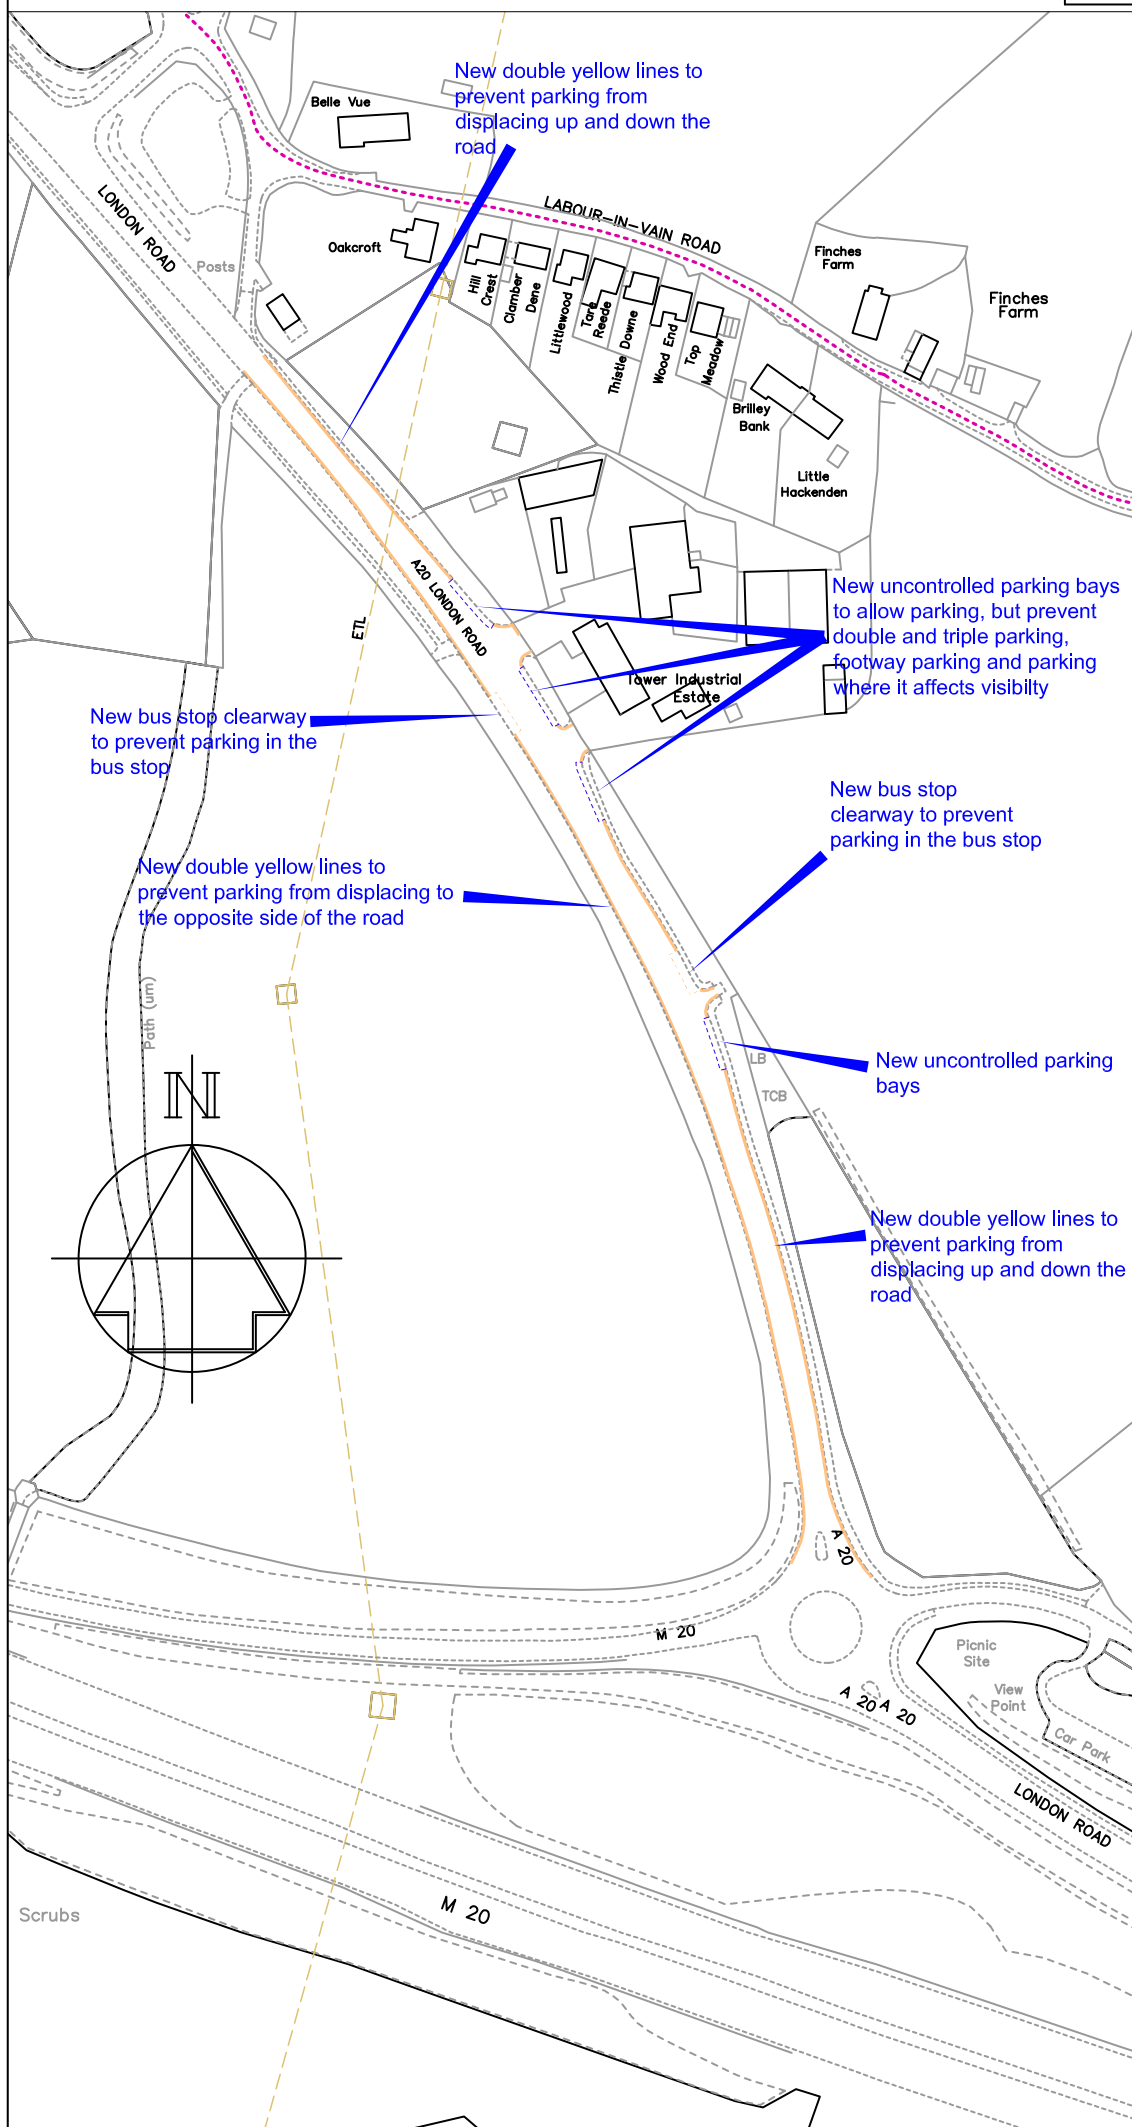 New double yellow lines to
prevent parking from
displacing up and down the
road
Belle Vue
LONDON ROAD
LABOUR-IN-VAIN ROAD
Oakcroft
Posts
Hill
Crest
Clamber
Dene
Littlewood
Tara
Reede
Thistle Downe
Wood End
Top
Meadow
Finches
Farm
Finches
Farm
Brilley
Bank
Little
Hackenden
A20 LONDON ROAD
ETL
New uncontrolled parking bays
to allow parking, but prevent
double and triple parking,
footway parking and parking
where it affects visibilty
Tower Industrial
Estate
New bus stop clearway
to prevent parking in the
bus stop
New bus stop
clearway to prevent
parking in the bus stop
New double yellow lines to
prevent parking from displacing to
the opposite side of the road
Path (um)
N
LB
TCB
New uncontrolled parking
bays
New double yellow lines to
prevent parking from
displacing up and down the
road
A 20
M 20
Picnic
Site
View
Point
A 20
A 20
Car Park
LONDON ROAD
M 20
Scrubs